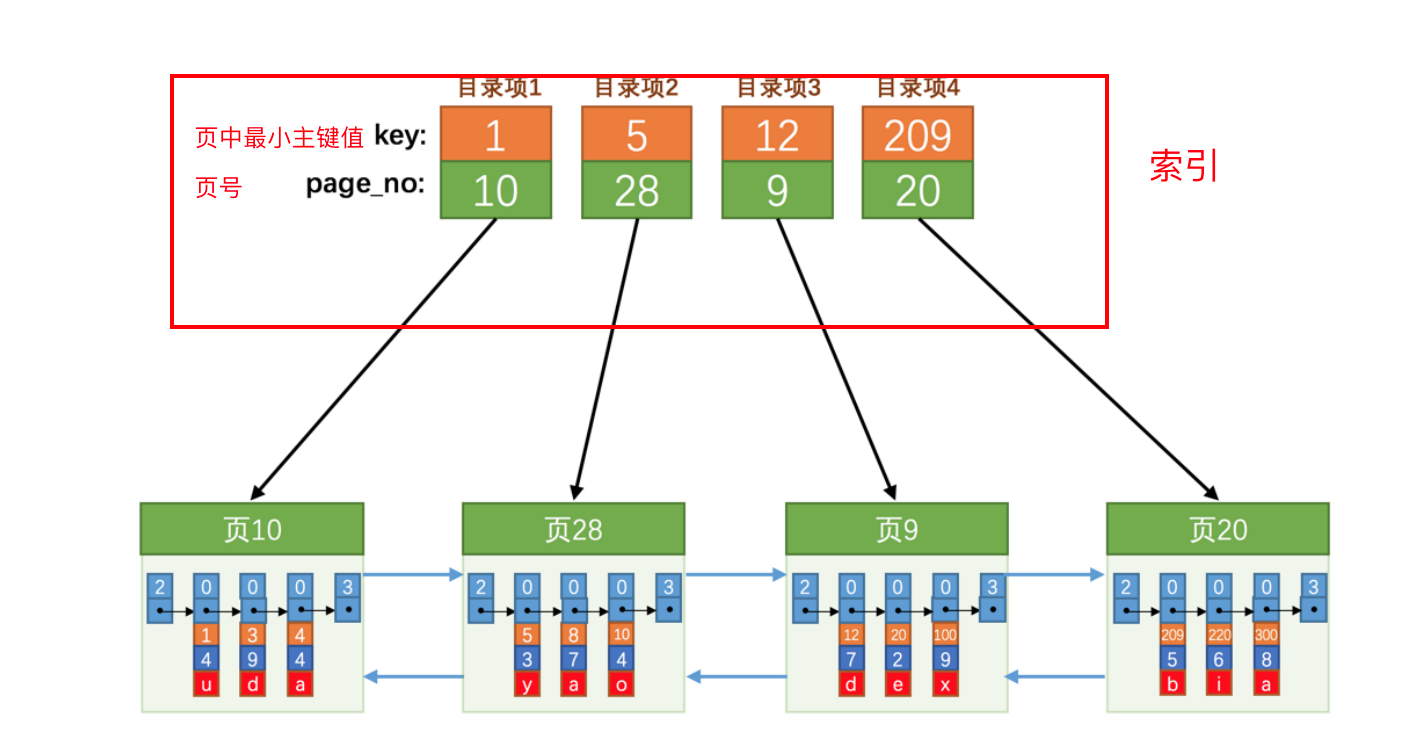 目录项1 目录项2 目录项3 目录项4
页中最小主键值 key: 1 5 12 209
索引
页号 page_no: 10 28 9 20
页10 页28 页9 页20
2 0 0 0 3 2 0 0 0 3 2 0 0 0 3 2 0 0 0 3
1 3 4 5 8 10 12 20 100 209 220 300
4 9 4 3 7 4 7 2 9 5 6 8
u d a y a o d e x b i a